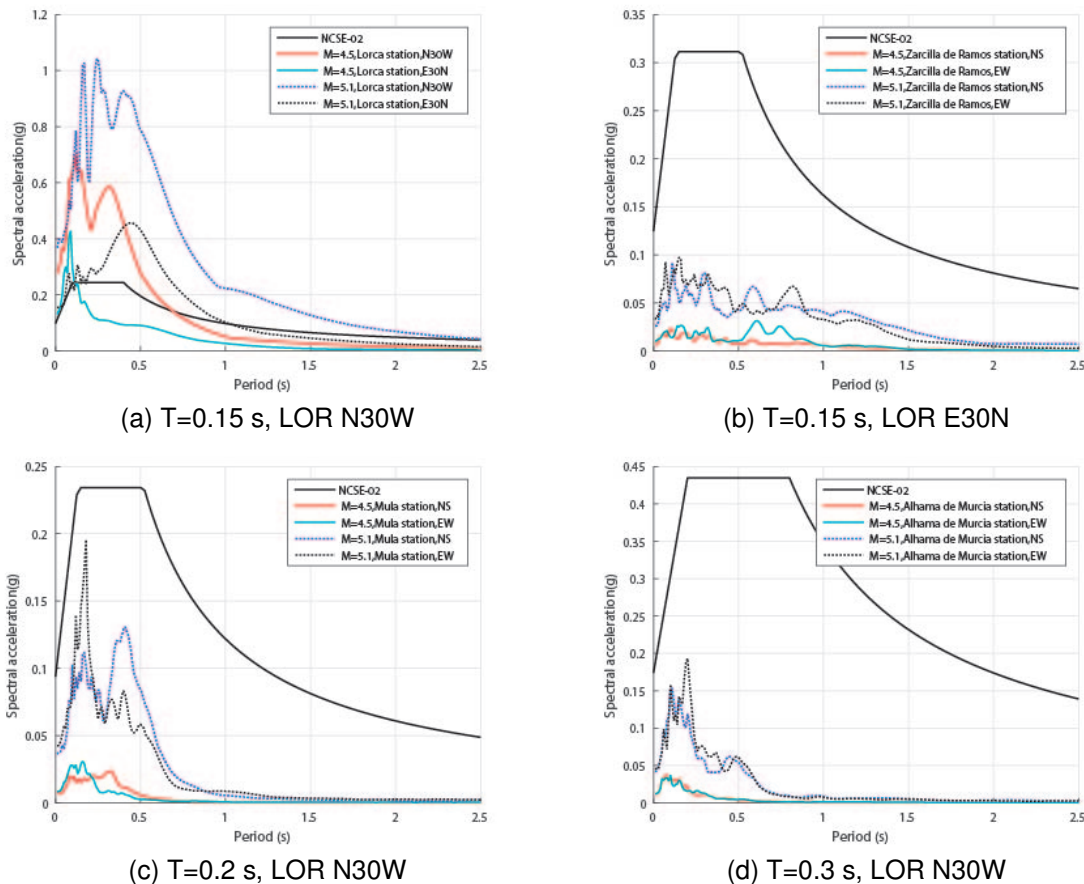 1.2
1
0.8
0.6
0.4
0.2
0
Spectral acceleration(g)
0 0.5 1 1.5 2 2.5
Period (s)
NCSE-02
M=4.5,Lorca station,N30W
M=4.5,Lorca station,E30N
M=5.1,Lorca station,N30W
M=5.1,Lorca station,E30N
(a) T=0.15 s, LOR N30W
0.35
0.3
0.25
0.2
0.15
0.1
0.05
0
Spectral acceleration(g)
0 0.5 1 1.5 2 2.5
Period (s)
NCSE-02
M=4.5,Zarcilla de Ramos station,NS
M=4.5,Zarcilla de Ramos,EW
M=5.1,Zarcilla de Ramos station,NS
M=5.1,Zarcilla de Ramos,EW
(b) T=0.15 s, LOR E30N
0.25
0.2
0.15
0.1
0.05
0
Spectral acceleration(g)
0 0.5 1 1.5 2 2.5
Period (s)
NCSE-02
M=4.5,Mula station,NS
M=4.5,Mula station,EW
M=5.1,Mula station,NS
M=5.1,Mula station,EW
(c) T=0.2 s, LOR N30W
0.45
0.4
0.35
0.3
0.25
0.2
0.15
0.1
0.05
0
Spectral acceleration(g)
0 0.5 1 1.5 2 2.5
Period (s)
NCSE-02
M=4.5,Alhama de Murcia station,NS
M=4.5,Alhama de Murcia station,EW
M=5.1,Alhama de Murcia station,NS
M=5.1,Alhama de Murcia station,EW
(d) T=0.3 s, LOR N30W